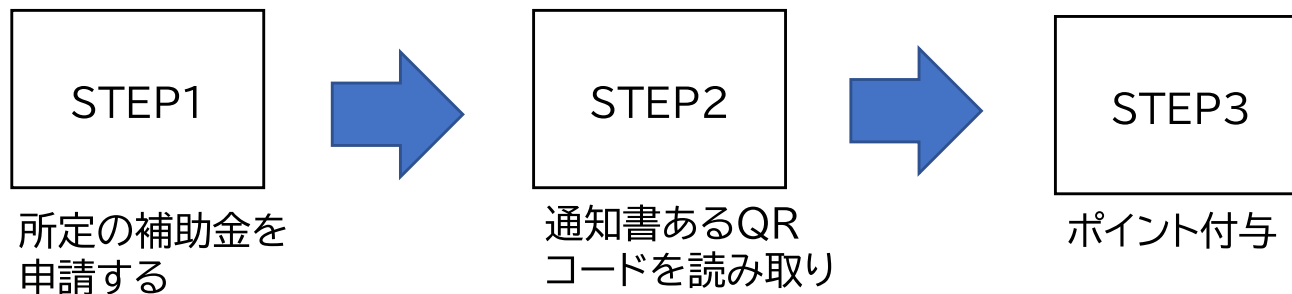 STEP1
所定の補助金を
申請する
STEP2
通知書あるQR
コードを読み取り
STEP3
ポイント付与